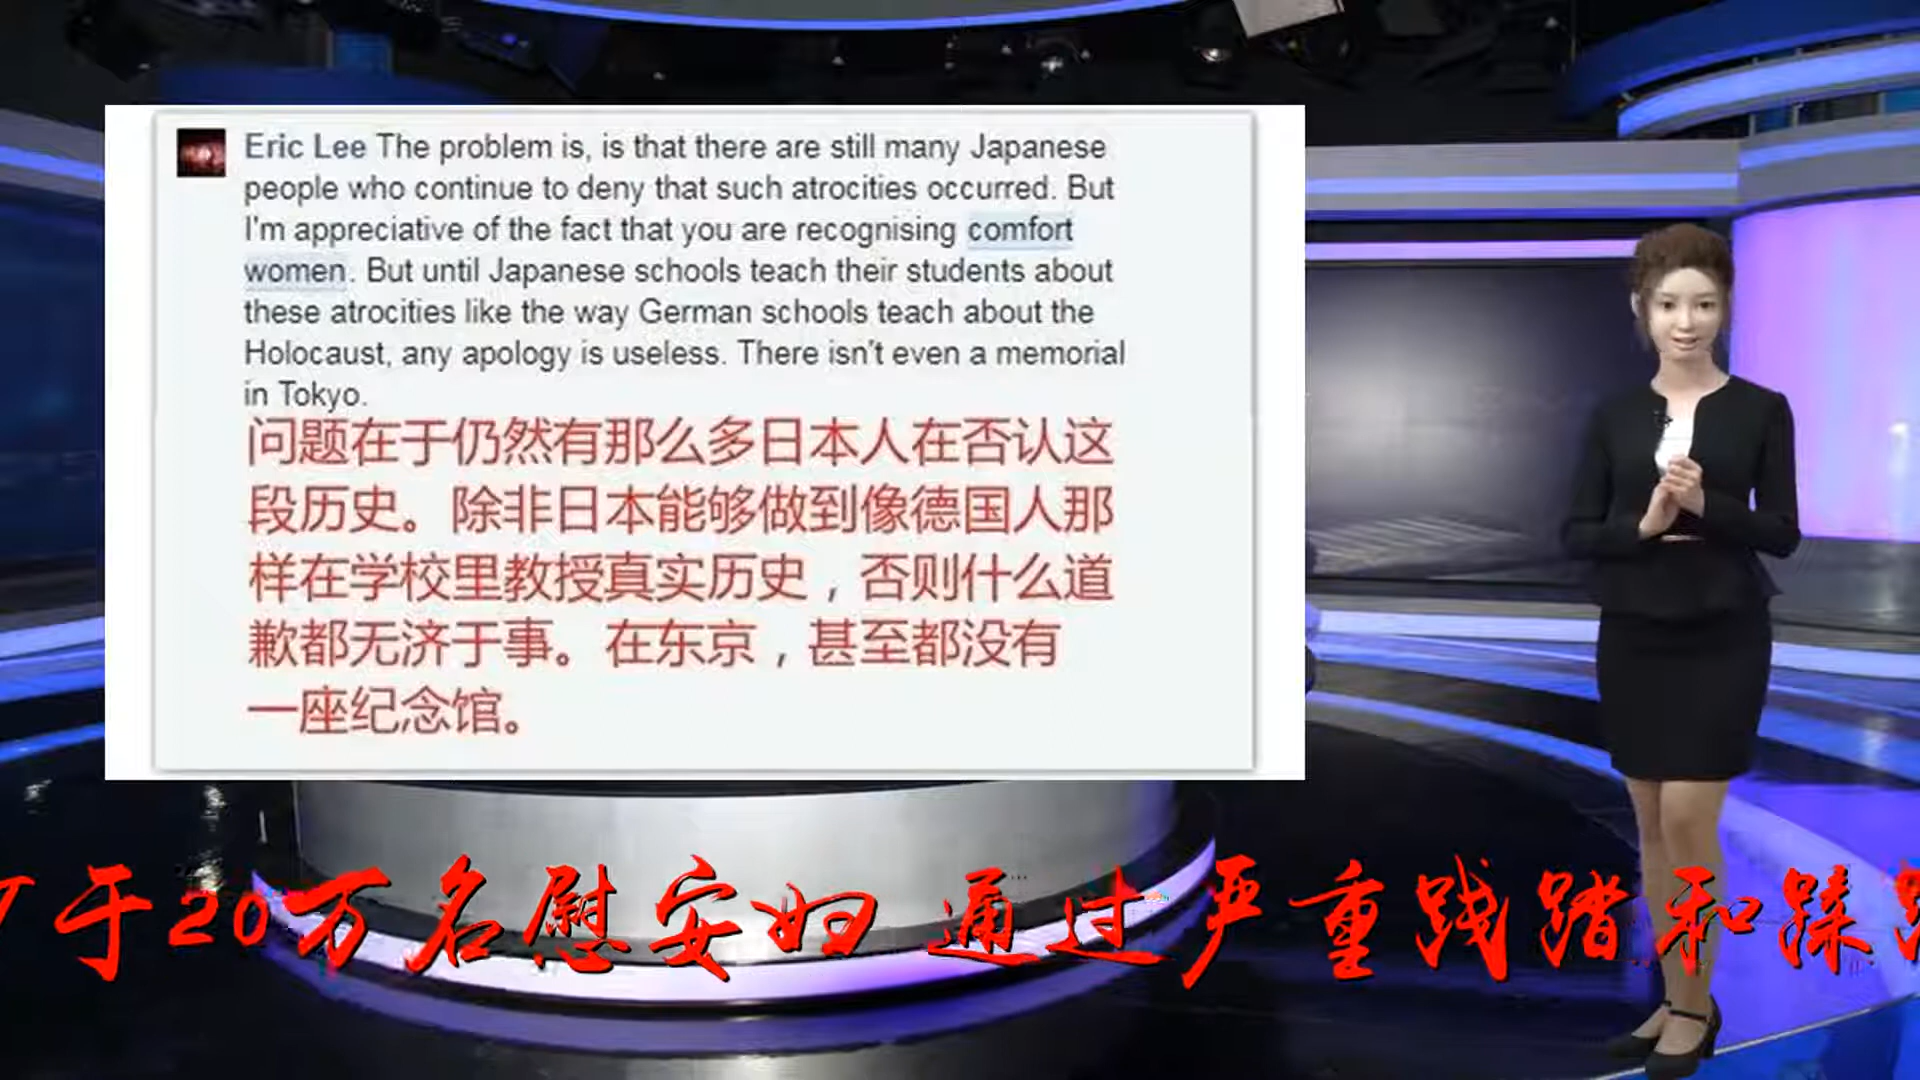 Eric Lee The problem is, is that there are still many Japanese
people who continue to deny that such atrocities occurred. But
I'm appreciative of the fact that you are recognising comfort
women. But until Japanese schools teach their students about
these atrocities like the way German schools teach about the
Holocaust, any apology is useless. There isn't even a memorial
in Tokyo.
问题在于仍然有那么多日本人在否认这
段历史。除非日本能够做到像德国人那
样在学校里教授真实历史，否则什么道
歉都无济于事。在东京，甚至都没有
一座纪念馆。
于20万名慰安妇 通过严重践踏和蹂